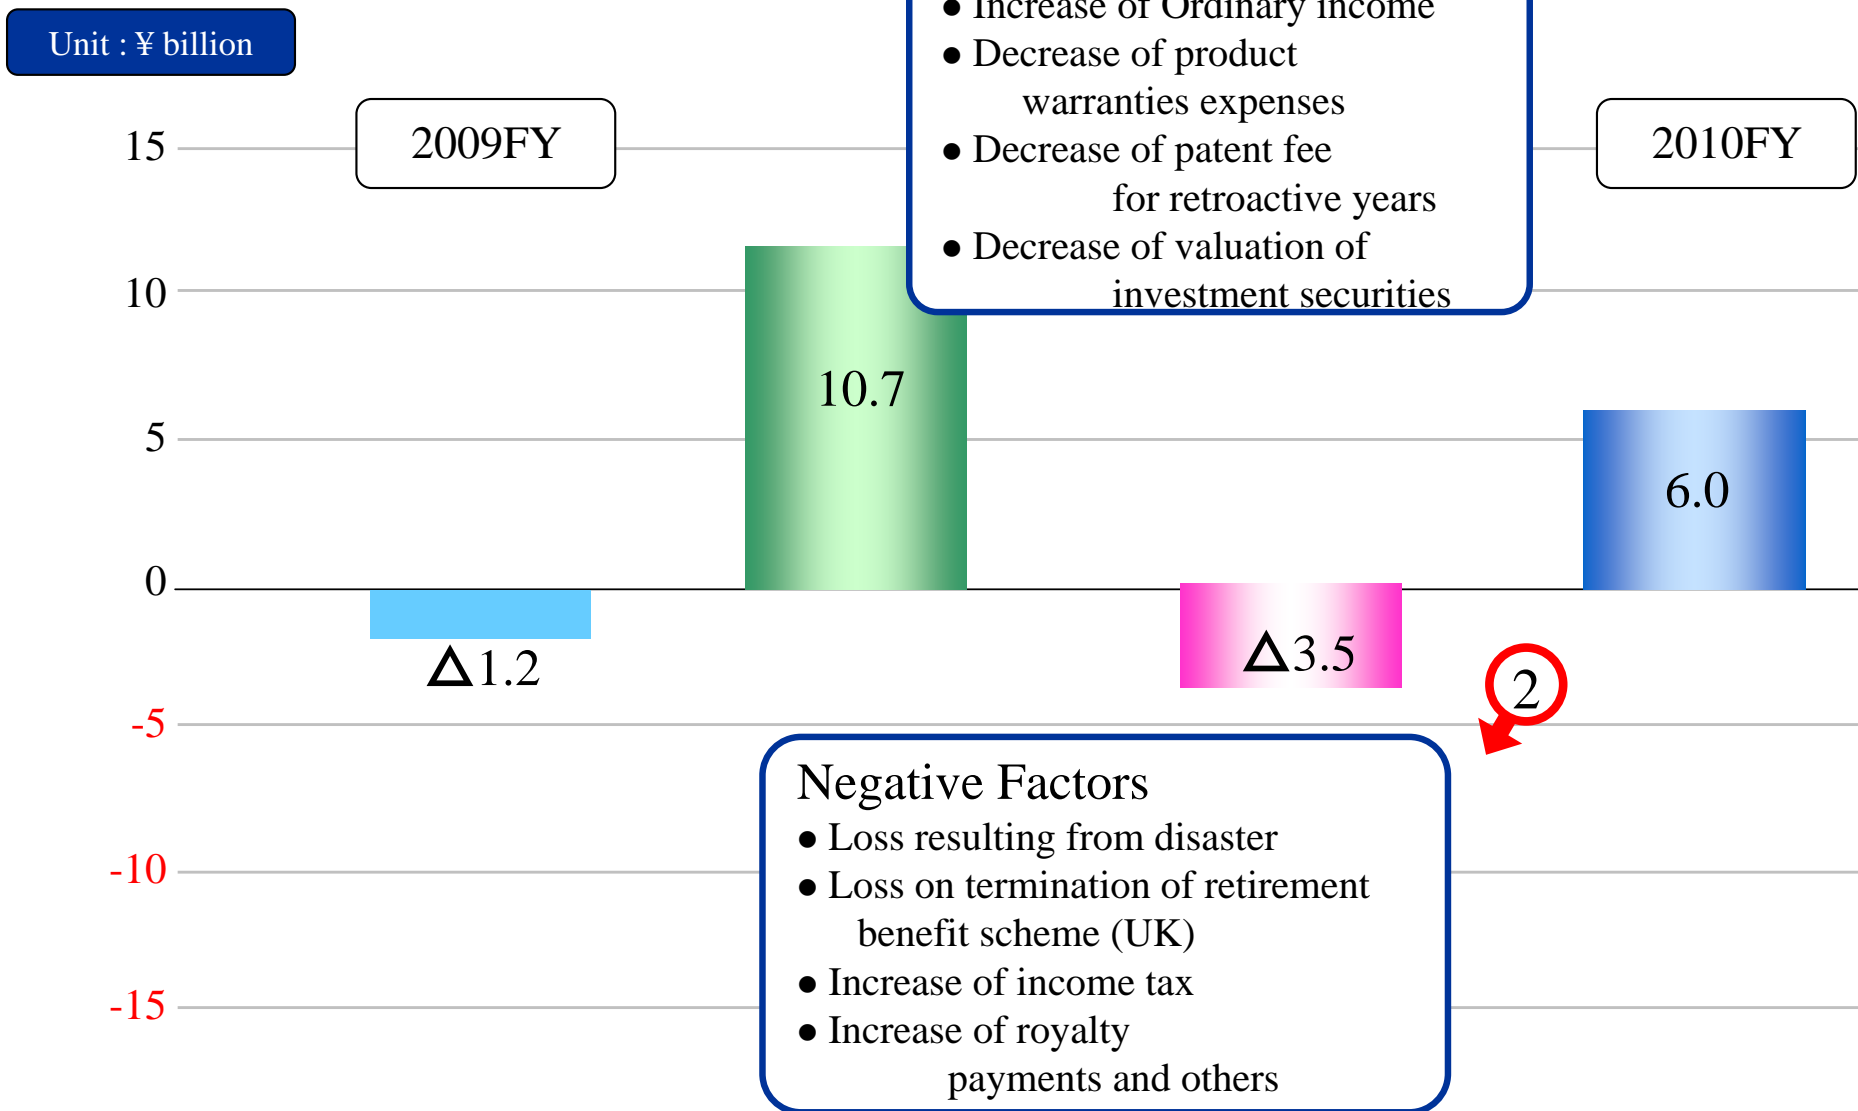 Unit : ¥ billion
● Increase of Ordinary income
● Decrease of product
warranties expenses
● Decrease of patent fee
for retroactive years
● Decrease of valuation of
investment securities
2009FY
2010FY
15
10
5
0
-5
-10
-15
10.7
6.0
△1.2
△3.5
2
Negative Factors
● Loss resulting from disaster
● Loss on termination of retirement
benefit scheme (UK)
● Increase of income tax
● Increase of royalty
payments and others